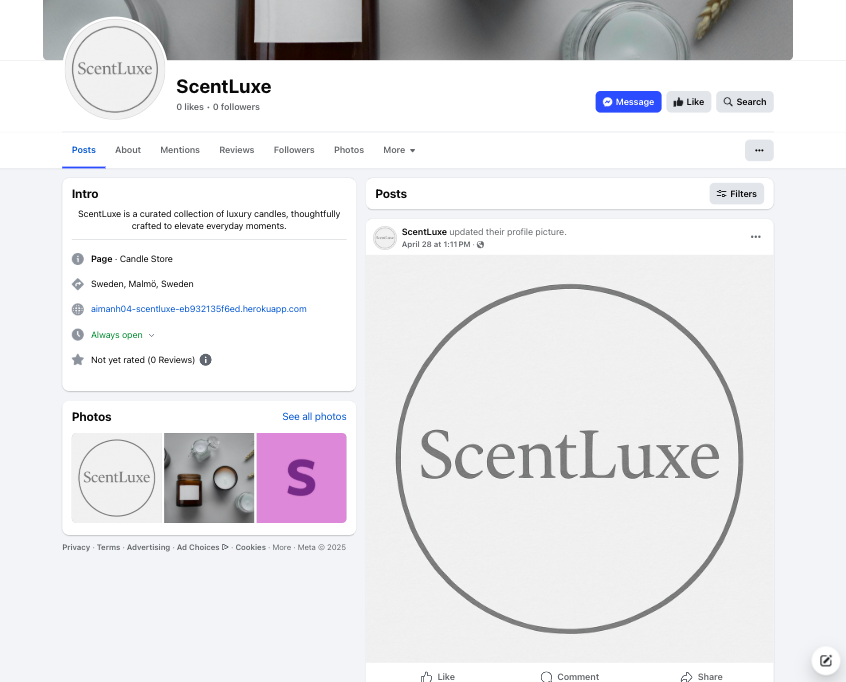 ScentLuxe
ScentLuxe
0 likes · 0 followers
Message
Like
Search
Posts
About
Mentions
Reviews
Followers
Photos
More
Intro
ScentLuxe is a curated collection of luxury candles, thoughtfully
crafted to elevate everyday moments.
Page · Candle Store
Sweden, Malmö, Sweden
aimanh04-scentluxe-eb932135f6ed.herokuapp.com
Always open
Not yet rated (0 Reviews)
Photos
See all photos
ScentLuxe
S
Privacy · Terms · Advertising · Ad Choices · Cookies · More · Meta © 2025
Posts
Filters
ScentLuxe
ScentLuxe updated their profile picture.
April 28 at 1:11 PM ·
ScentLuxe
Like
Comment
Share